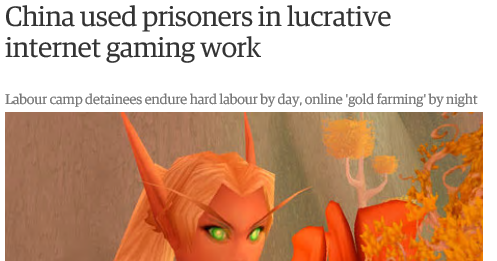 China used prisoners in lucrative
internet gaming work
Labour camp detainees endure hard labour by day, online 'gold farming' by night